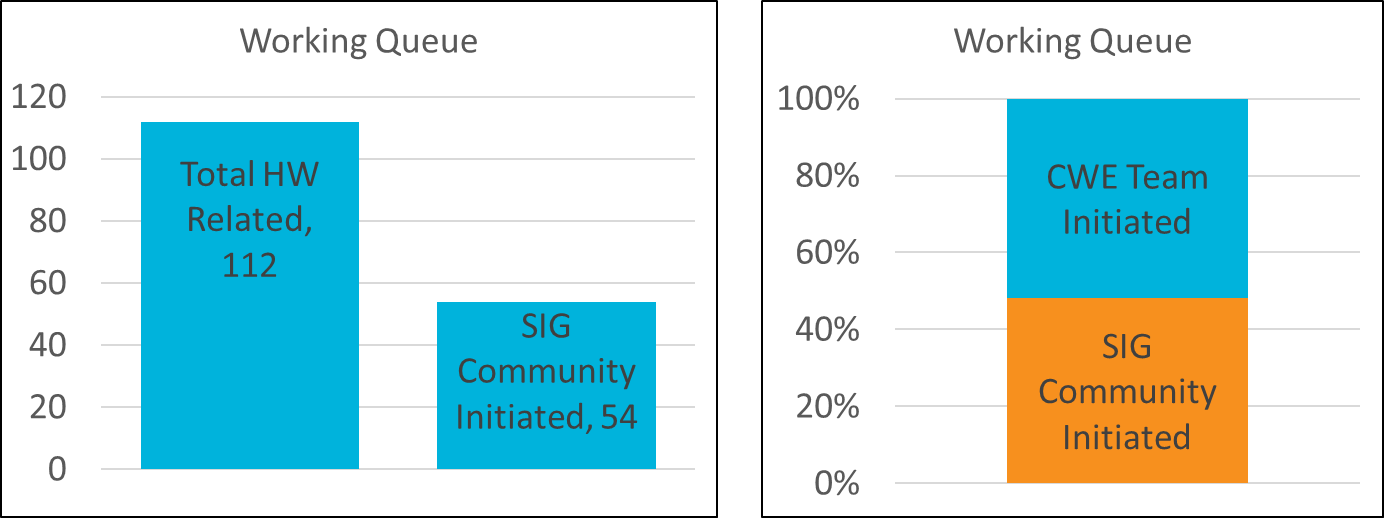 Working Queue
120
100
80
60
40
20
0
Total HW
Related,
112
SIG
Community
Initiated, 54
Working Queue
100%
80%
60%
40%
20%
0%
CWE Team
Initiated
SIG
Community
Initiated